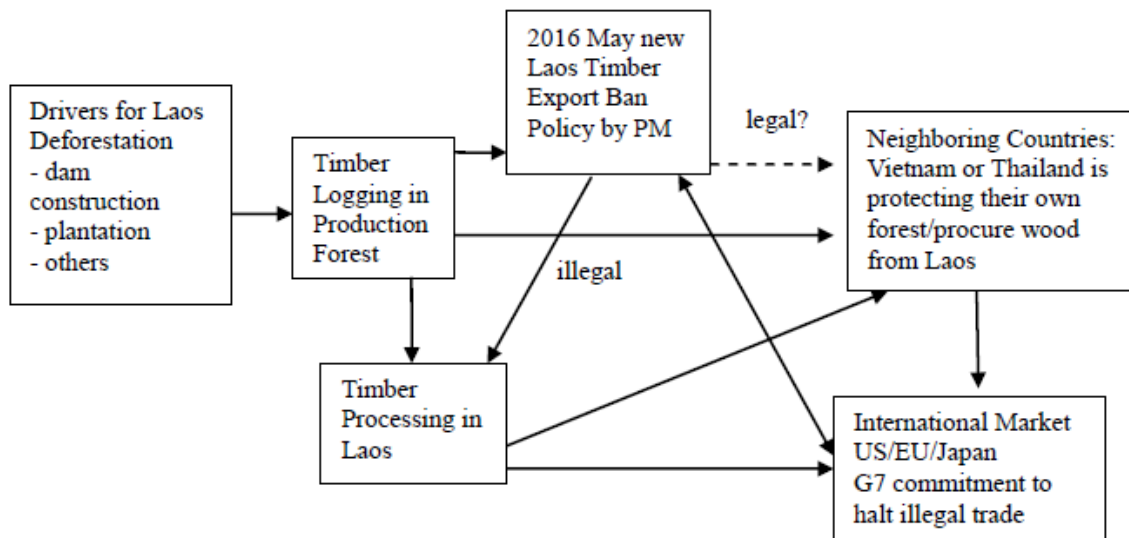 Drivers for Laos
Deforestation
- dam
construction
- plantation
- others
Timber
Logging in
Production
Forest
2016 May new
Laos Timber
Export Ban
Policy by PM
legal?
illegal
Neighboring Countries:
Vietnam or Thailand is
protecting their own
forest/procure wood
from Laos
Timber
Processing in
Laos
International Market
US/EU/Japan
G7 commitment to
halt illegal trade